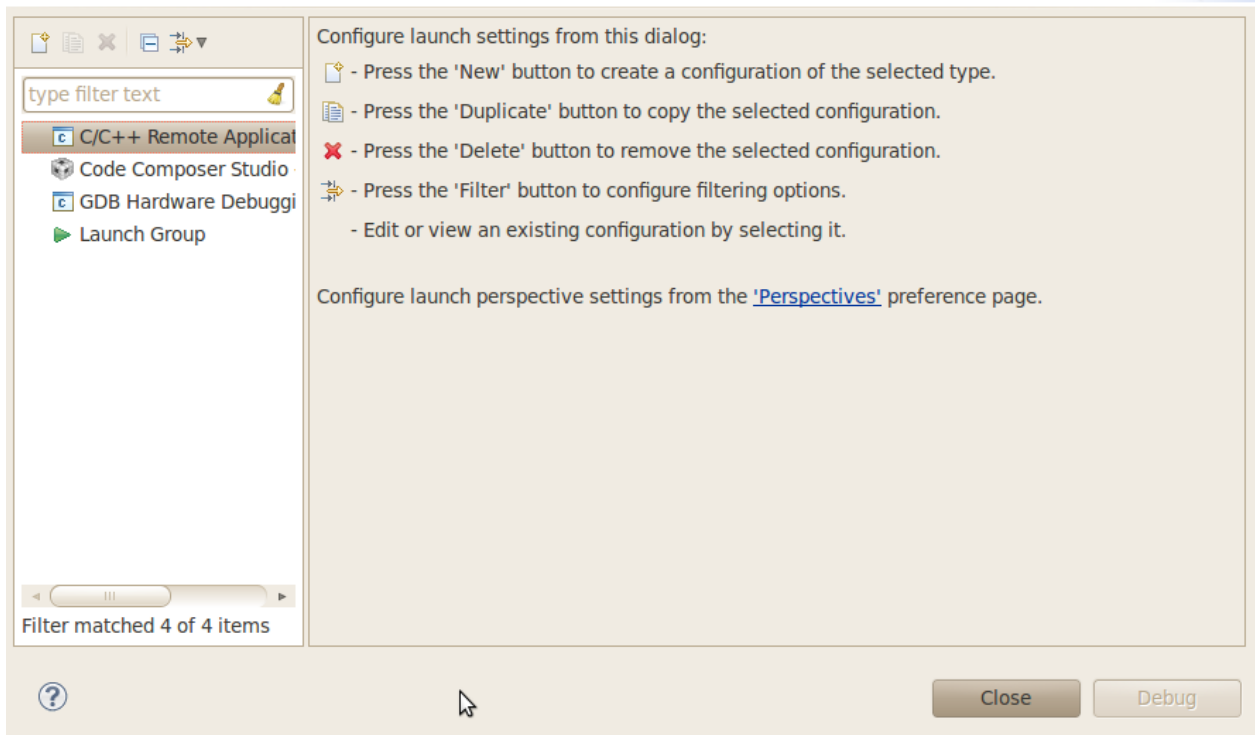 type filter text
C/C++ Remote Applicat
Code Composer Studio
GDB Hardware Debuggi
Launch Group
Filter matched 4 of 4 items
Configure launch settings from this dialog:
- Press the 'New' button to create a configuration of the selected type.
- Press the 'Duplicate' button to copy the selected configuration.
- Press the 'Delete' button to remove the selected configuration.
- Press the 'Filter' button to configure filtering options.
- Edit or view an existing configuration by selecting it.
Configure launch perspective settings from the 'Perspectives' preference page.
Close
Debug